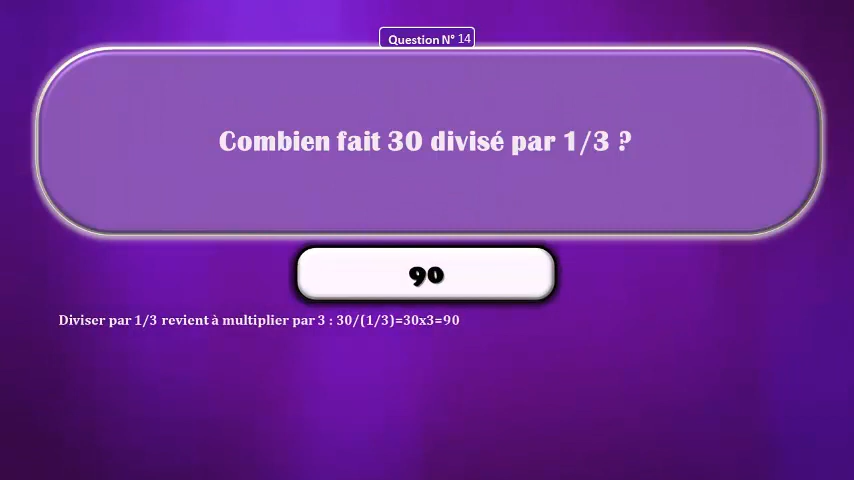 Question N° 14
Combien fait 30 divisé par 1/3 ?
90
Diviser par 1/3 revient à multiplier par 3 : 30/(1/3)=30x3=90